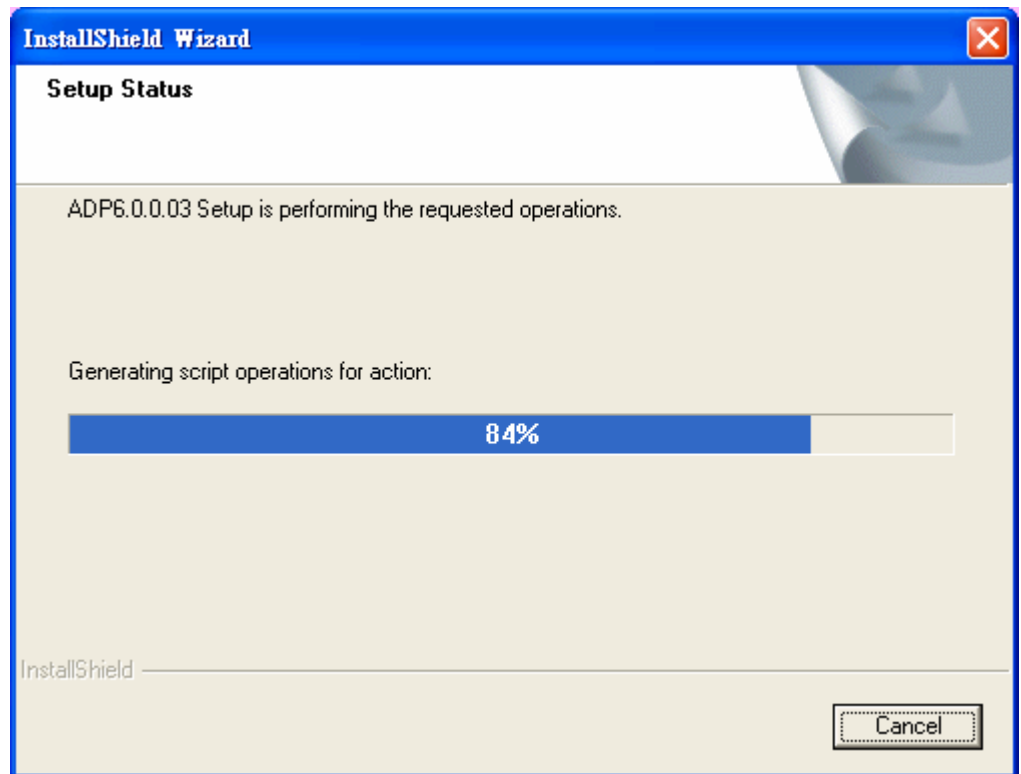 InstallShield Wizard
Setup Status
ADP6.0.0.03 Setup is performing the requested operations.
Generating script operations for action:
84%
InstallShield
Cancel